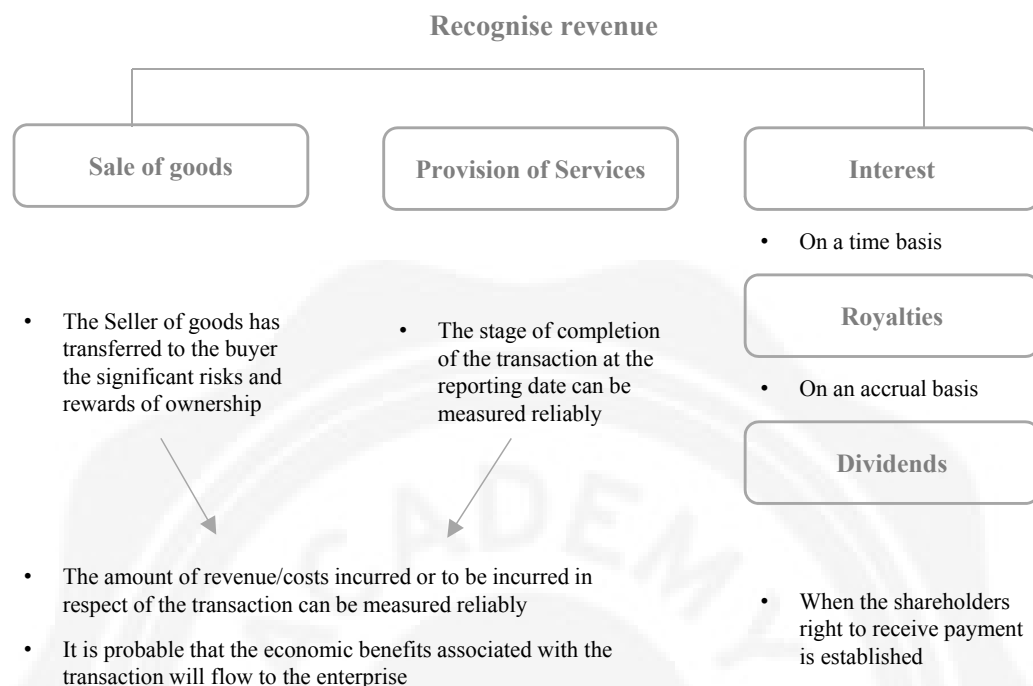 Recognise revenue
Sale of goods
Provision of Services
Interest
• On a time basis
Royalties
• On an accrual basis
Dividends
• The Seller of goods has
transferred to the buyer
the significant risks and
rewards of ownership
• The stage of completion
of the transaction at the
reporting date can be
measured reliably
• The amount of revenue/costs incurred or to be incurred in
respect of the transaction can be measured reliably
• It is probable that the economic benefits associated with the
transaction will flow to the enterprise
• When the shareholders
right to receive payment
is established
ACADEMY